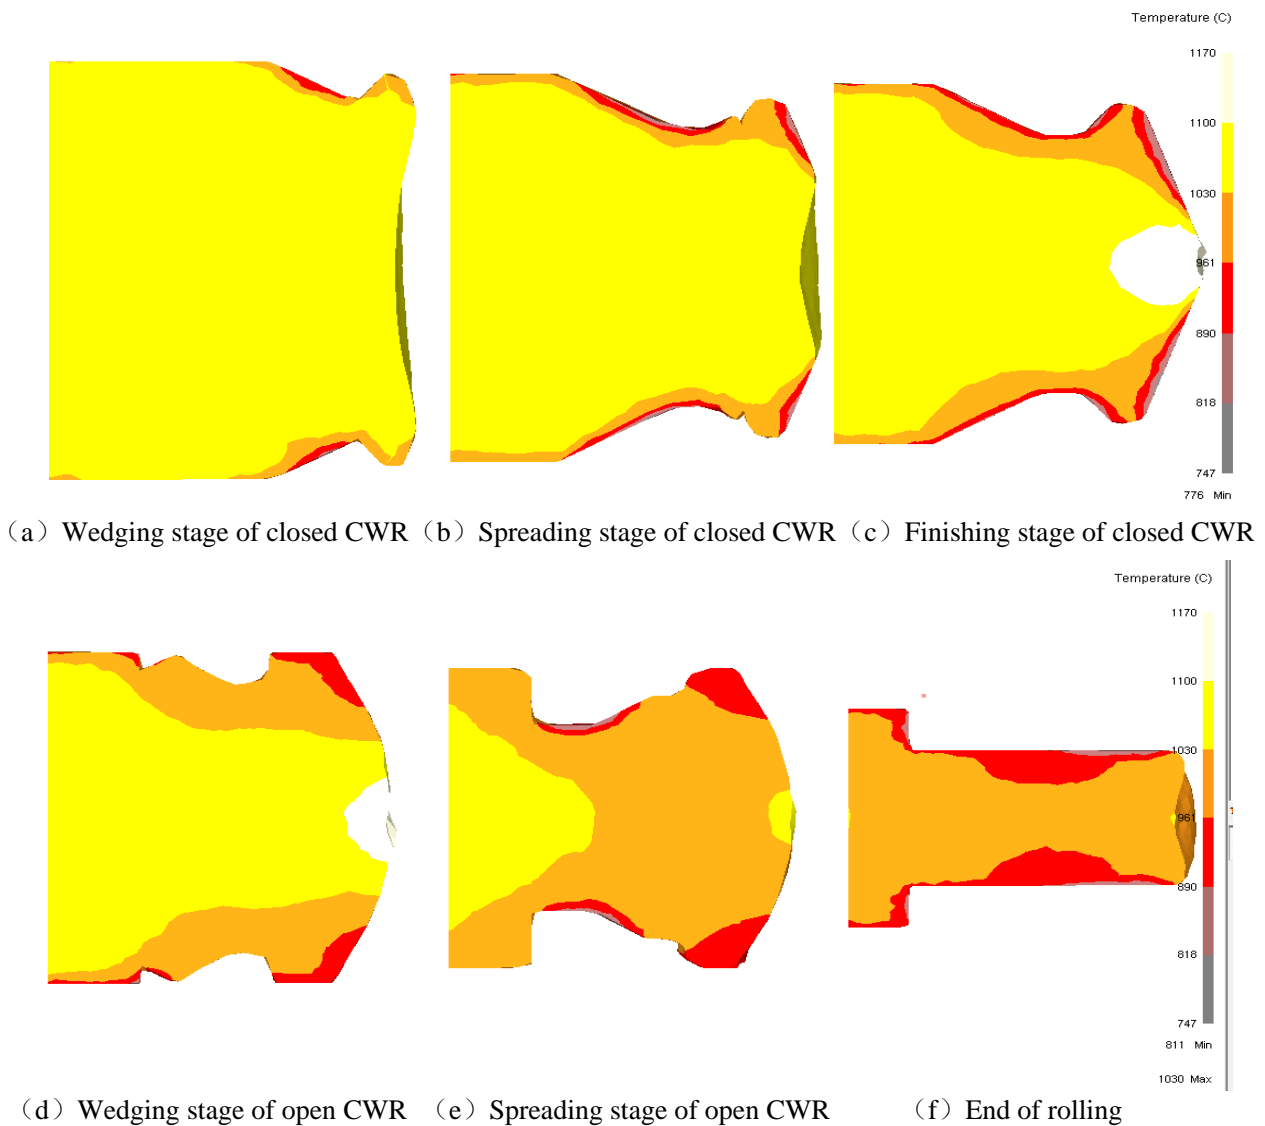 Temperature (C)
1170
1100
1030
961
890
818
747
776 Min
（a）Wedging stage of closed CWR （b）Spreading stage of closed CWR （c）Finishing stage of closed CWR
Temperature (C)
1170
1100
1030
961
890
818
747
811 Min
1030 Max
（d）Wedging stage of open CWR （e）Spreading stage of open CWR （f）End of rolling